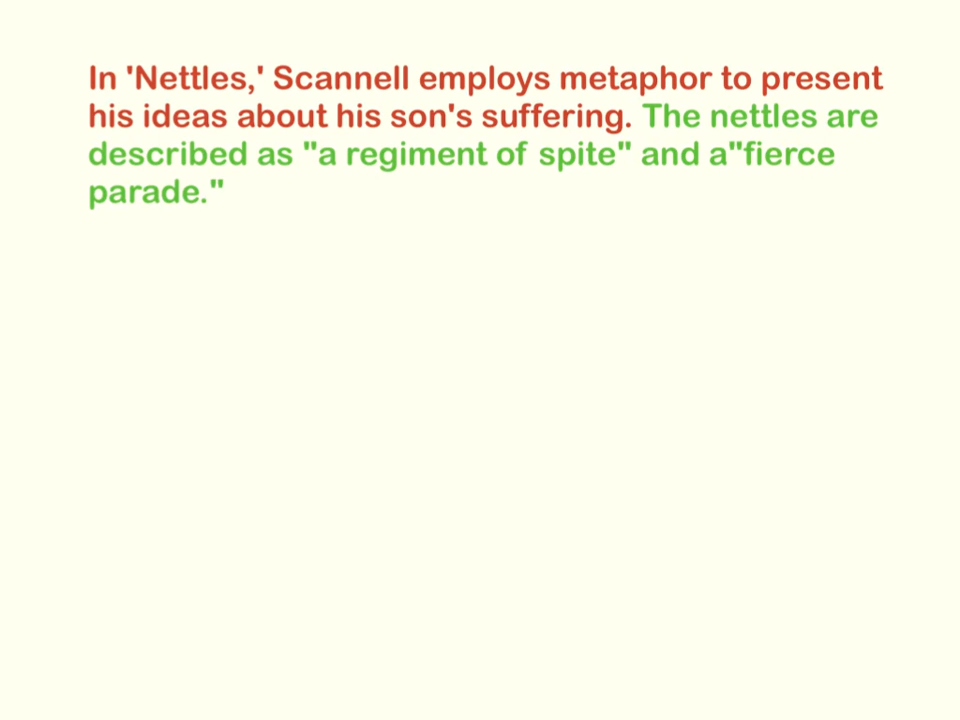 In 'Nettles,' Scannell employs metaphor to present
his ideas about his son's suffering. The nettles are
described as "a regiment of spite" and a"fierce
parade."